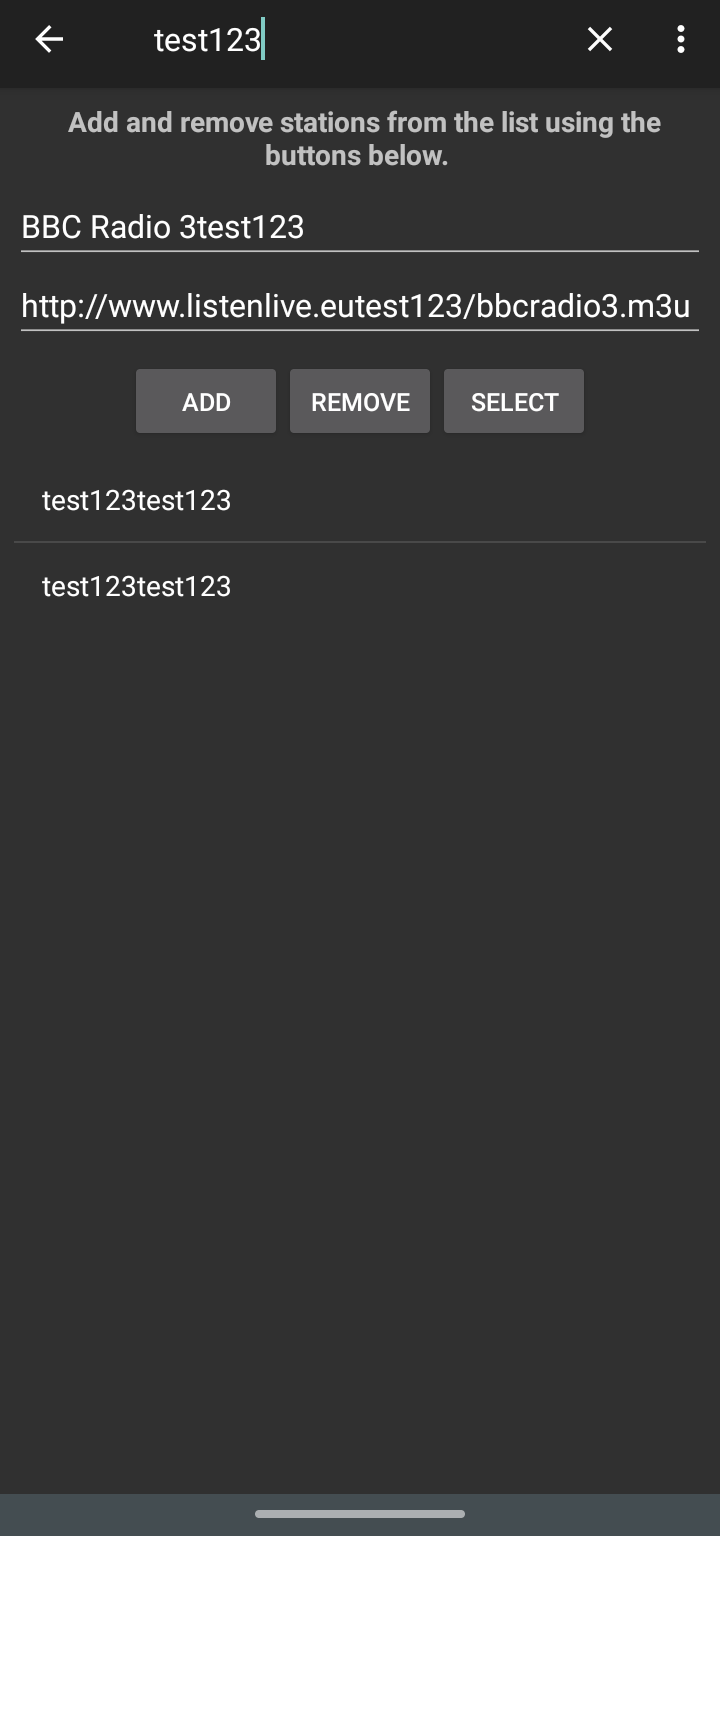 test123
Add and remove stations from the list using the
buttons below.
BBC Radio 3test123
http://www.listenlive.eutest123/bbcradio3.m3u
ADD REMOVE SELECT
test123test123
test123test123